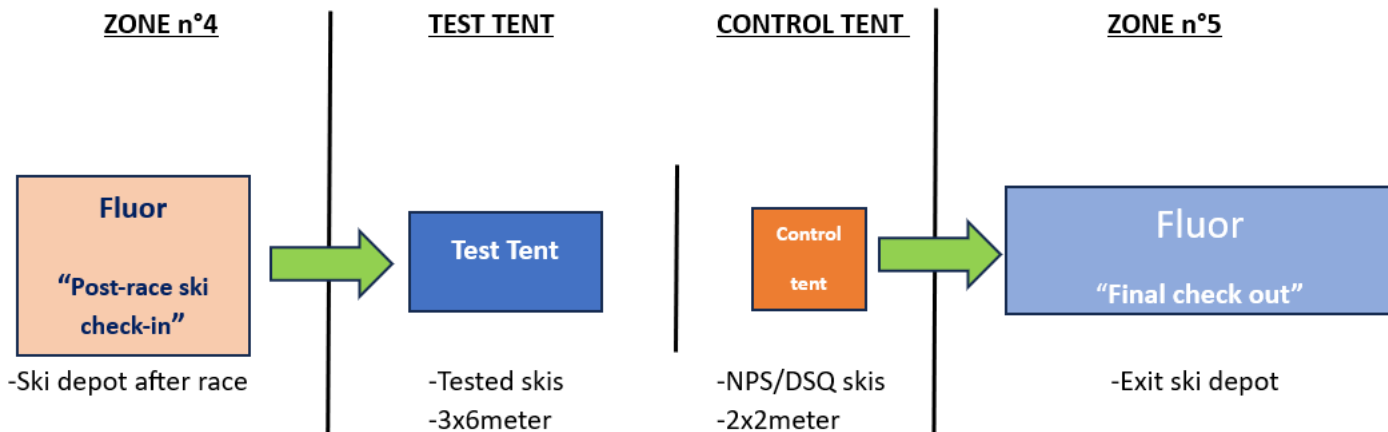 ZONE n°4
TEST TENT
CONTROL TENT
ZONE n°5
Fluor
“Post-race ski
check-in”
Test Tent
Control
tent
Fluor
“Final check out”
-Ski depot after race
-Tested skis
-3x6meter
-NPS/DSQ skis
-2x2meter
-Exit ski depot